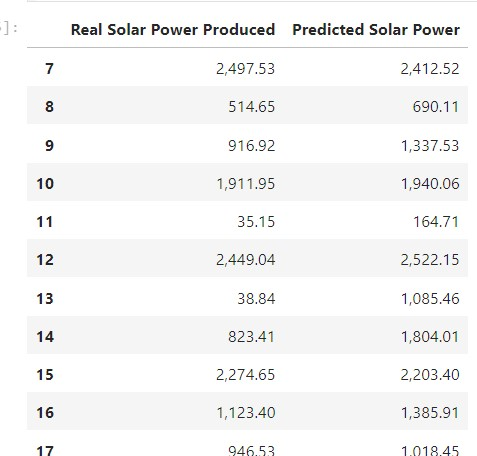 ]:
Real Solar Power Produced Predicted Solar Power
7 2,497.53 2,412.52
8 514.65 690.11
9 916.92 1,337.53
10 1,911.95 1,940.06
11 35.15 164.71
12 2,449.04 2,522.15
13 38.84 1,085.46
14 823.41 1,804.01
15 2,274.65 2,203.40
16 1,123.40 1,385.91
17 946.53 1,018.45